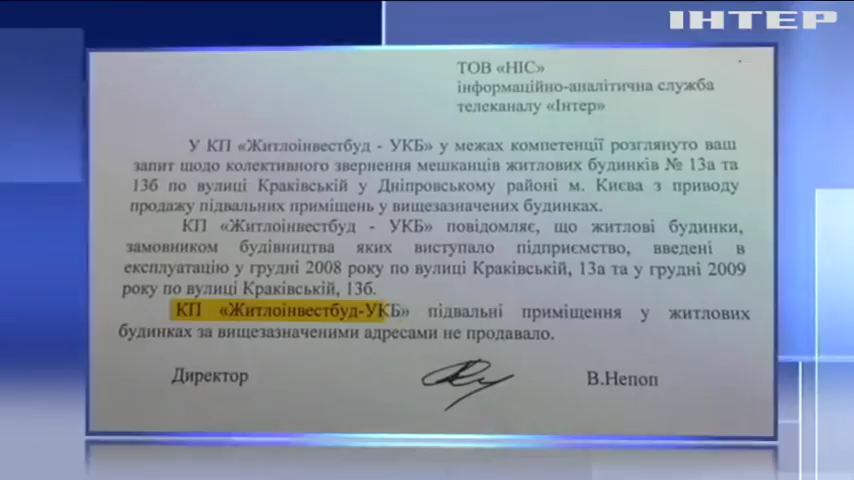 ІНТЕР
ТОВ «НІС»
інформаційно-аналітична служба
телеканалу «Інтер»
У КП «Житлоінвестбуд - УКБ» у межах компетенції розглянуто ваш
запит щодо колективного звернення мешканців житлових будинків № 13а та
13б по вулиці Краківській у Дніпровському районі м. Києва з приводу
продажу підвальних приміщень у вищезазначених будинках.
КП «Житлоінвестбуд - УКБ» повідомляє, що житлові будинки,
замовником будівництва яких виступало підприємство, введені в
експлуатацію у грудні 2008 року по вулиці Краківській, 13а та у грудні 2009
року по вулиці Краківській, 13б.
КП «Житлоінвестбуд-УКБ» підвальні приміщення у житлових
будинках за вищезазначеними адресами не продавало.
Директор В.Непоп